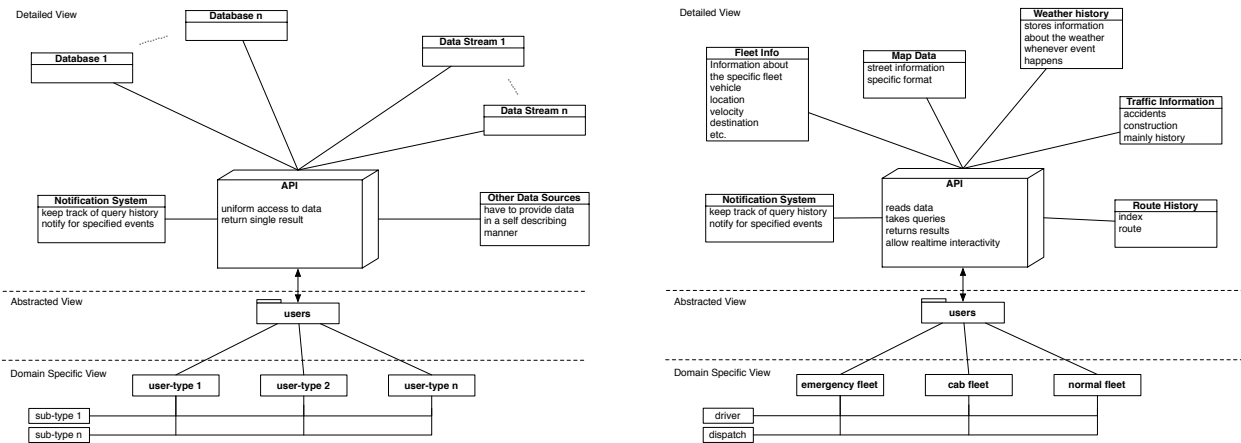 Detailed View
Database n
Database 1
Data Stream 1
Data Stream n
API
uniform access to data
return single result
Notification System
keep track of query history
notify for specified events
Other Data Sources
have to provide data
in a self describing
manner
Abstracted View
users
Domain Specific View
user-type 1
user-type 2
user-type n
sub-type 1
sub-type n
Detailed View
Fleet Info
Information about
the specific fleet
vehicle
location
velocity
destination
etc.
Map Data
street information
specific format
Weather history
stores information
about the weather
whenever event
happens
Traffic Information
accidents
construction
mainly history
API
reads data
takes queries
returns results
allow realtime interactivity
Notification System
keep track of query history
notify for specified events
Route History
index
route
Abstracted View
users
Domain Specific View
emergency fleet
cab fleet
normal fleet
driver
dispatch